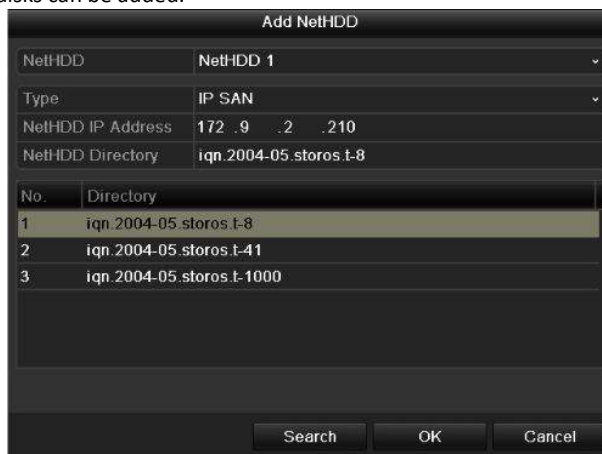 disks can be added.
Add NetHDD
NetHDD NetHDD 1
Type IP SAN
NetHDD IP Address 172 .9 .2 .210
NetHDD Directory iqn.2004-05.storos.t-8
No. Directory
1 iqn.2004-05.storos.t-8
2 iqn.2004-05.storos.t-41
3 iqn.2004-05.storos.t-1000
Search OK Cancel